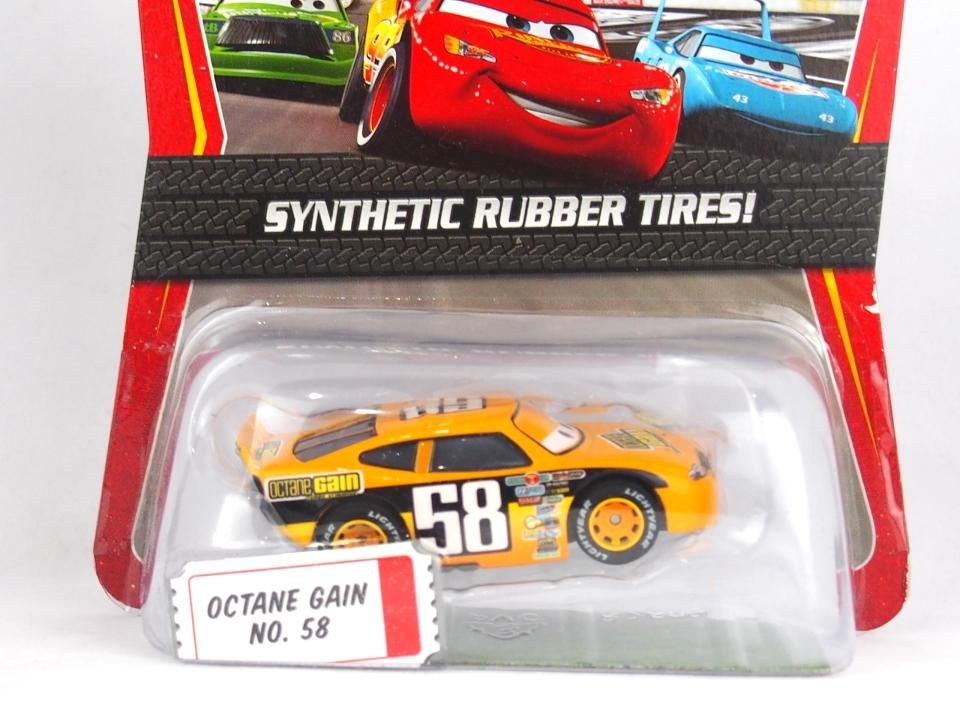 86
43
43
SYNTHETIC RUBBER TIRES!
OCTANE GAIN
58
LIGHTYEAR
LIGHTYEAR
OCTANE GAIN
NO. 58